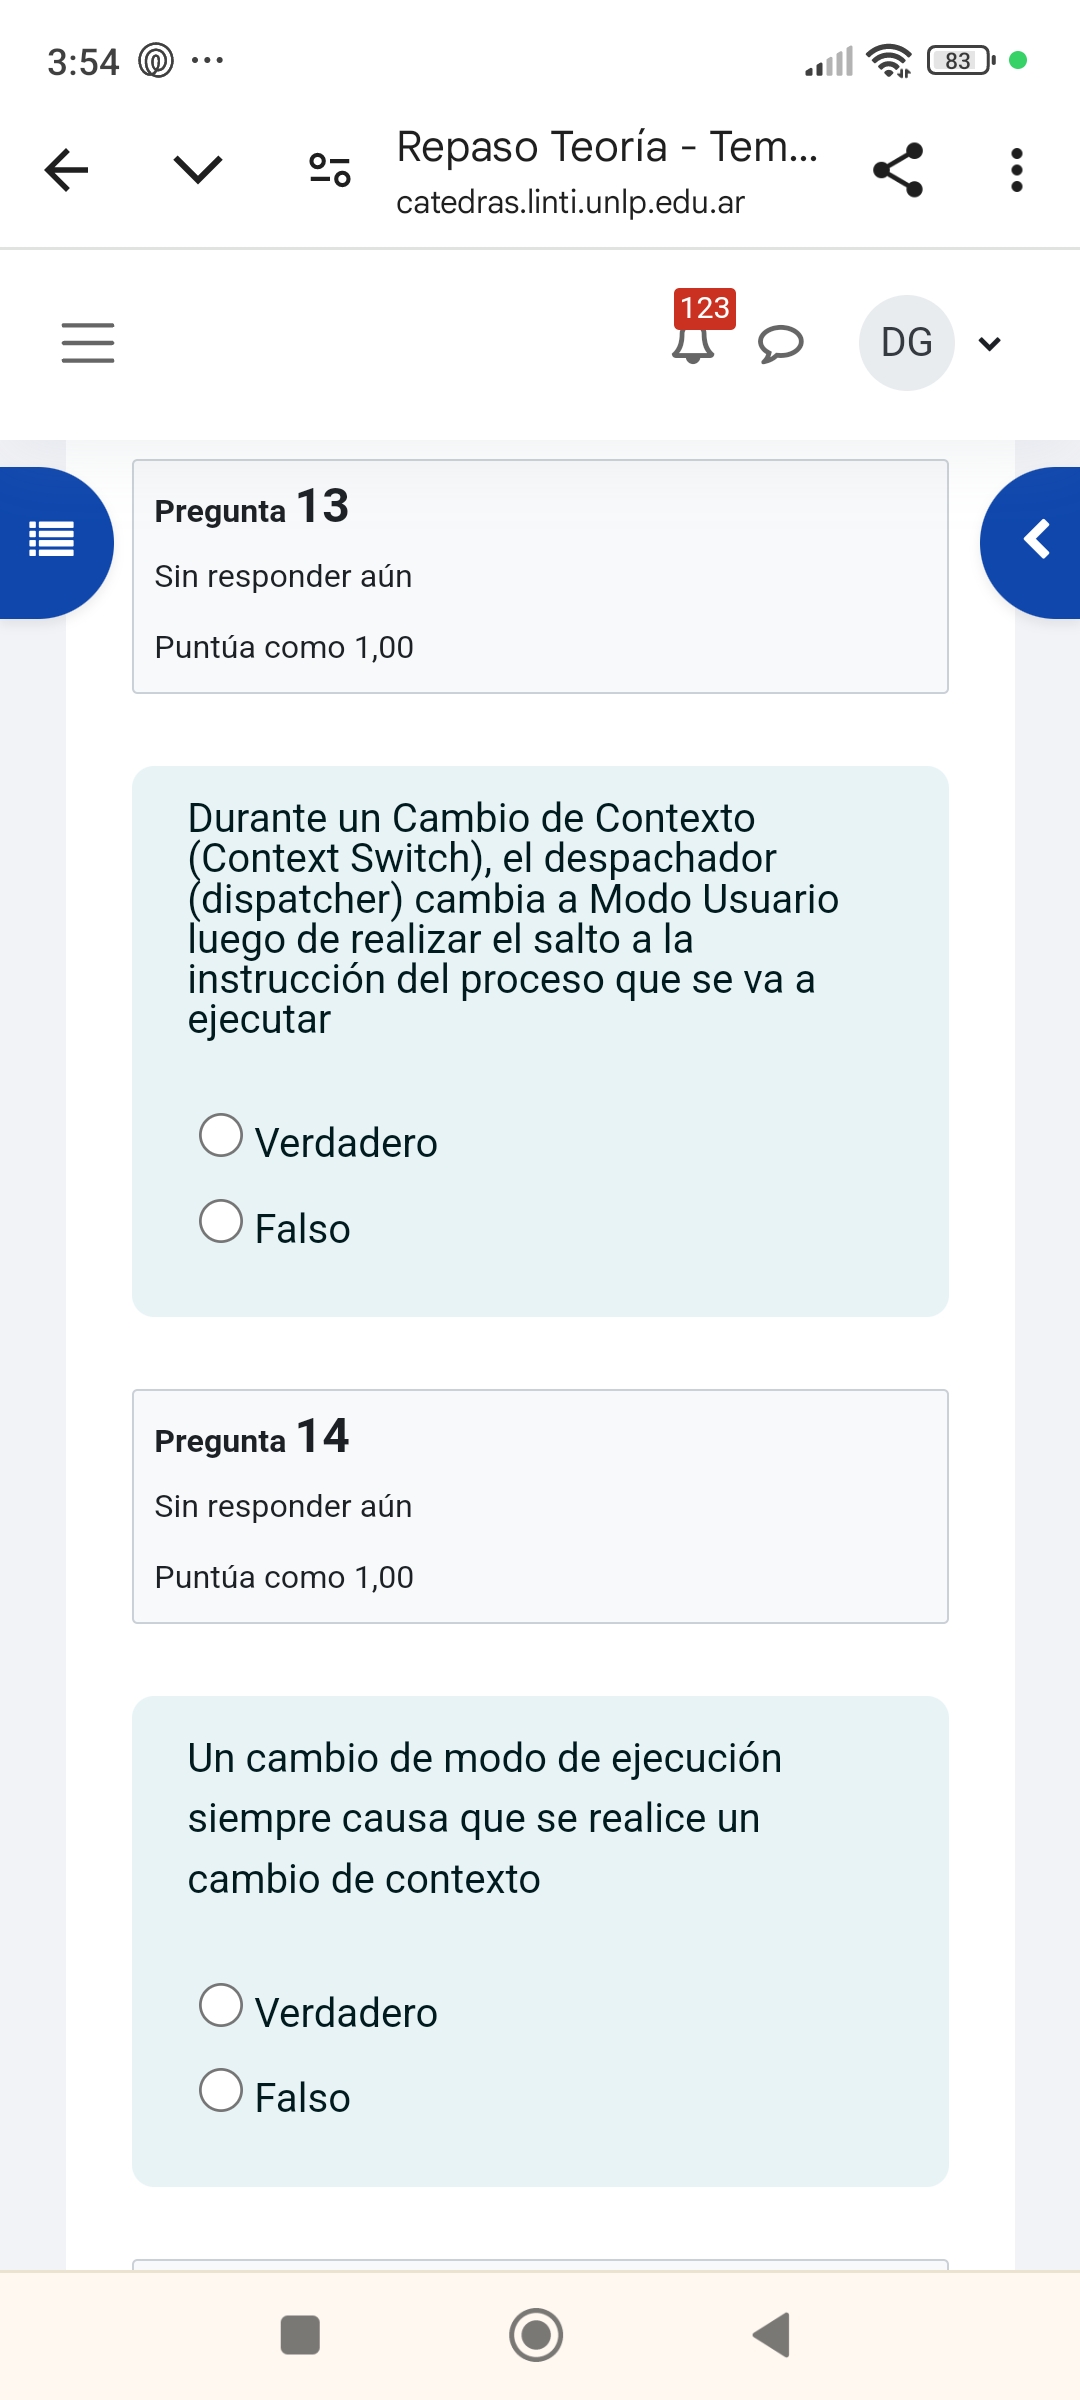 3:54 ...
83
Repaso Teoría - Tem...
catedras.linti.unlp.edu.ar
123
DG
Pregunta 13
Sin responder aún
Puntúa como 1,00
Durante un Cambio de Contexto
(Context Switch), el despachador
(dispatcher) cambia a Modo Usuario
luego de realizar el salto a la
instrucción del proceso que se va a
ejecutar
Verdadero
Falso
Pregunta 14
Sin responder aún
Puntúa como 1,00
Un cambio de modo de ejecución
siempre causa que se realice un
cambio de contexto
Verdadero
Falso